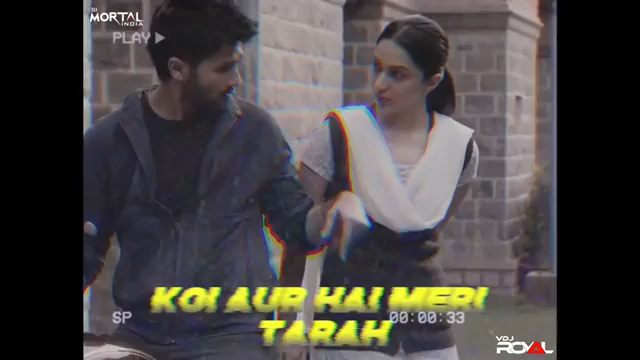 DJ
MORTAL
INDIA
PLAY
KOI AUR HAI MERI
TARAH
SP
00:00:33
VDJ
ROYAL